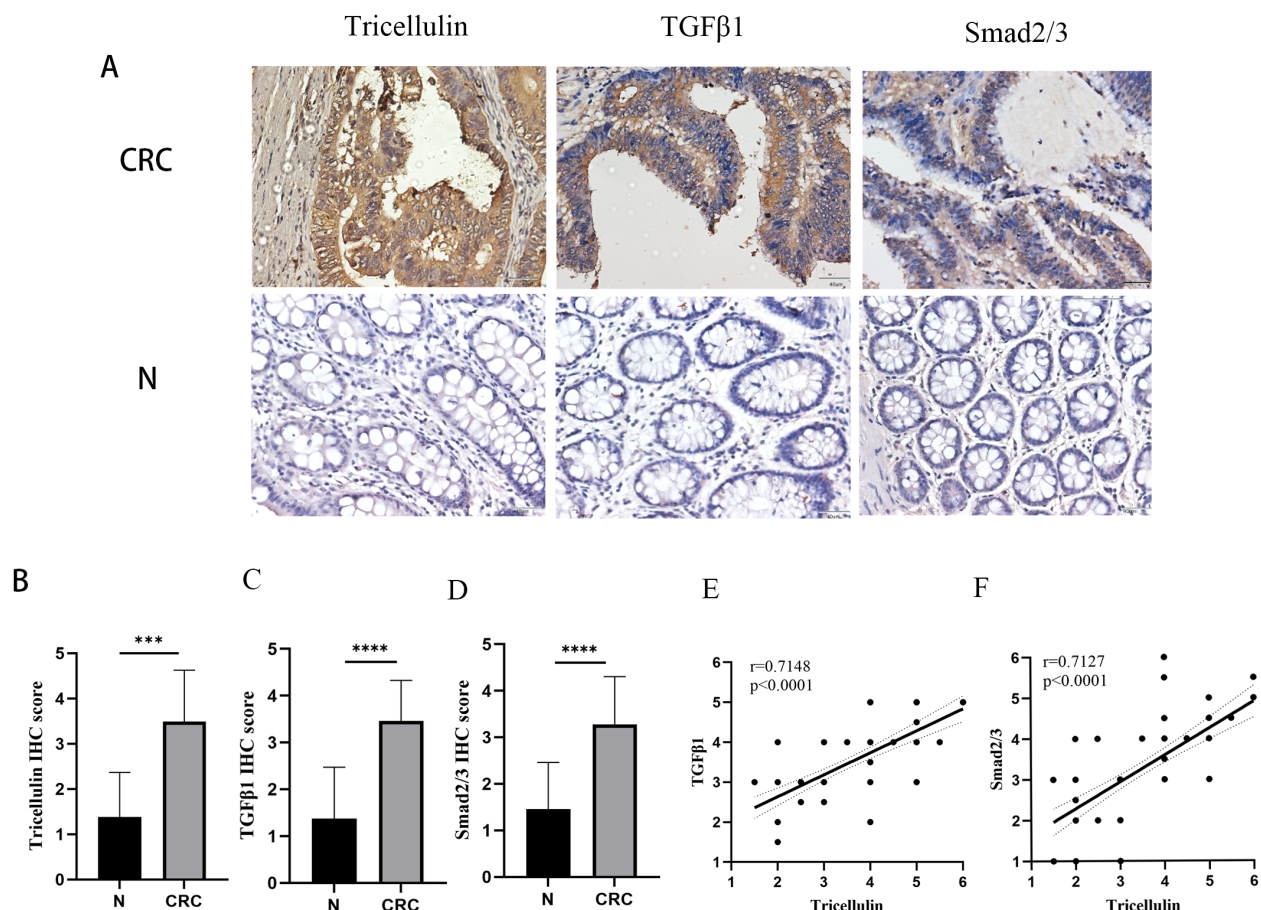 Tricellulin TGFβ1 Smad2/3
A
CRC
40um
N
40um
B
Tricellulin IHC score
***
5
4
3
2
1
0
N CRC
C
TGFβ1 IHC score
****
5
4
3
2
1
0
N CRC
D
Smad2/3 IHC score
****
5
4
3
2
1
0
N CRC
E
r=0.7148
p<0.0001
TGFβ1
6
5
4
3
2
1
1 2 3 4 5 6
Tricellulin
F
r=0.7127
p<0.0001
Smad2/3
6
5
4
3
2
1
1 2 3 4 5 6
Tricellulin